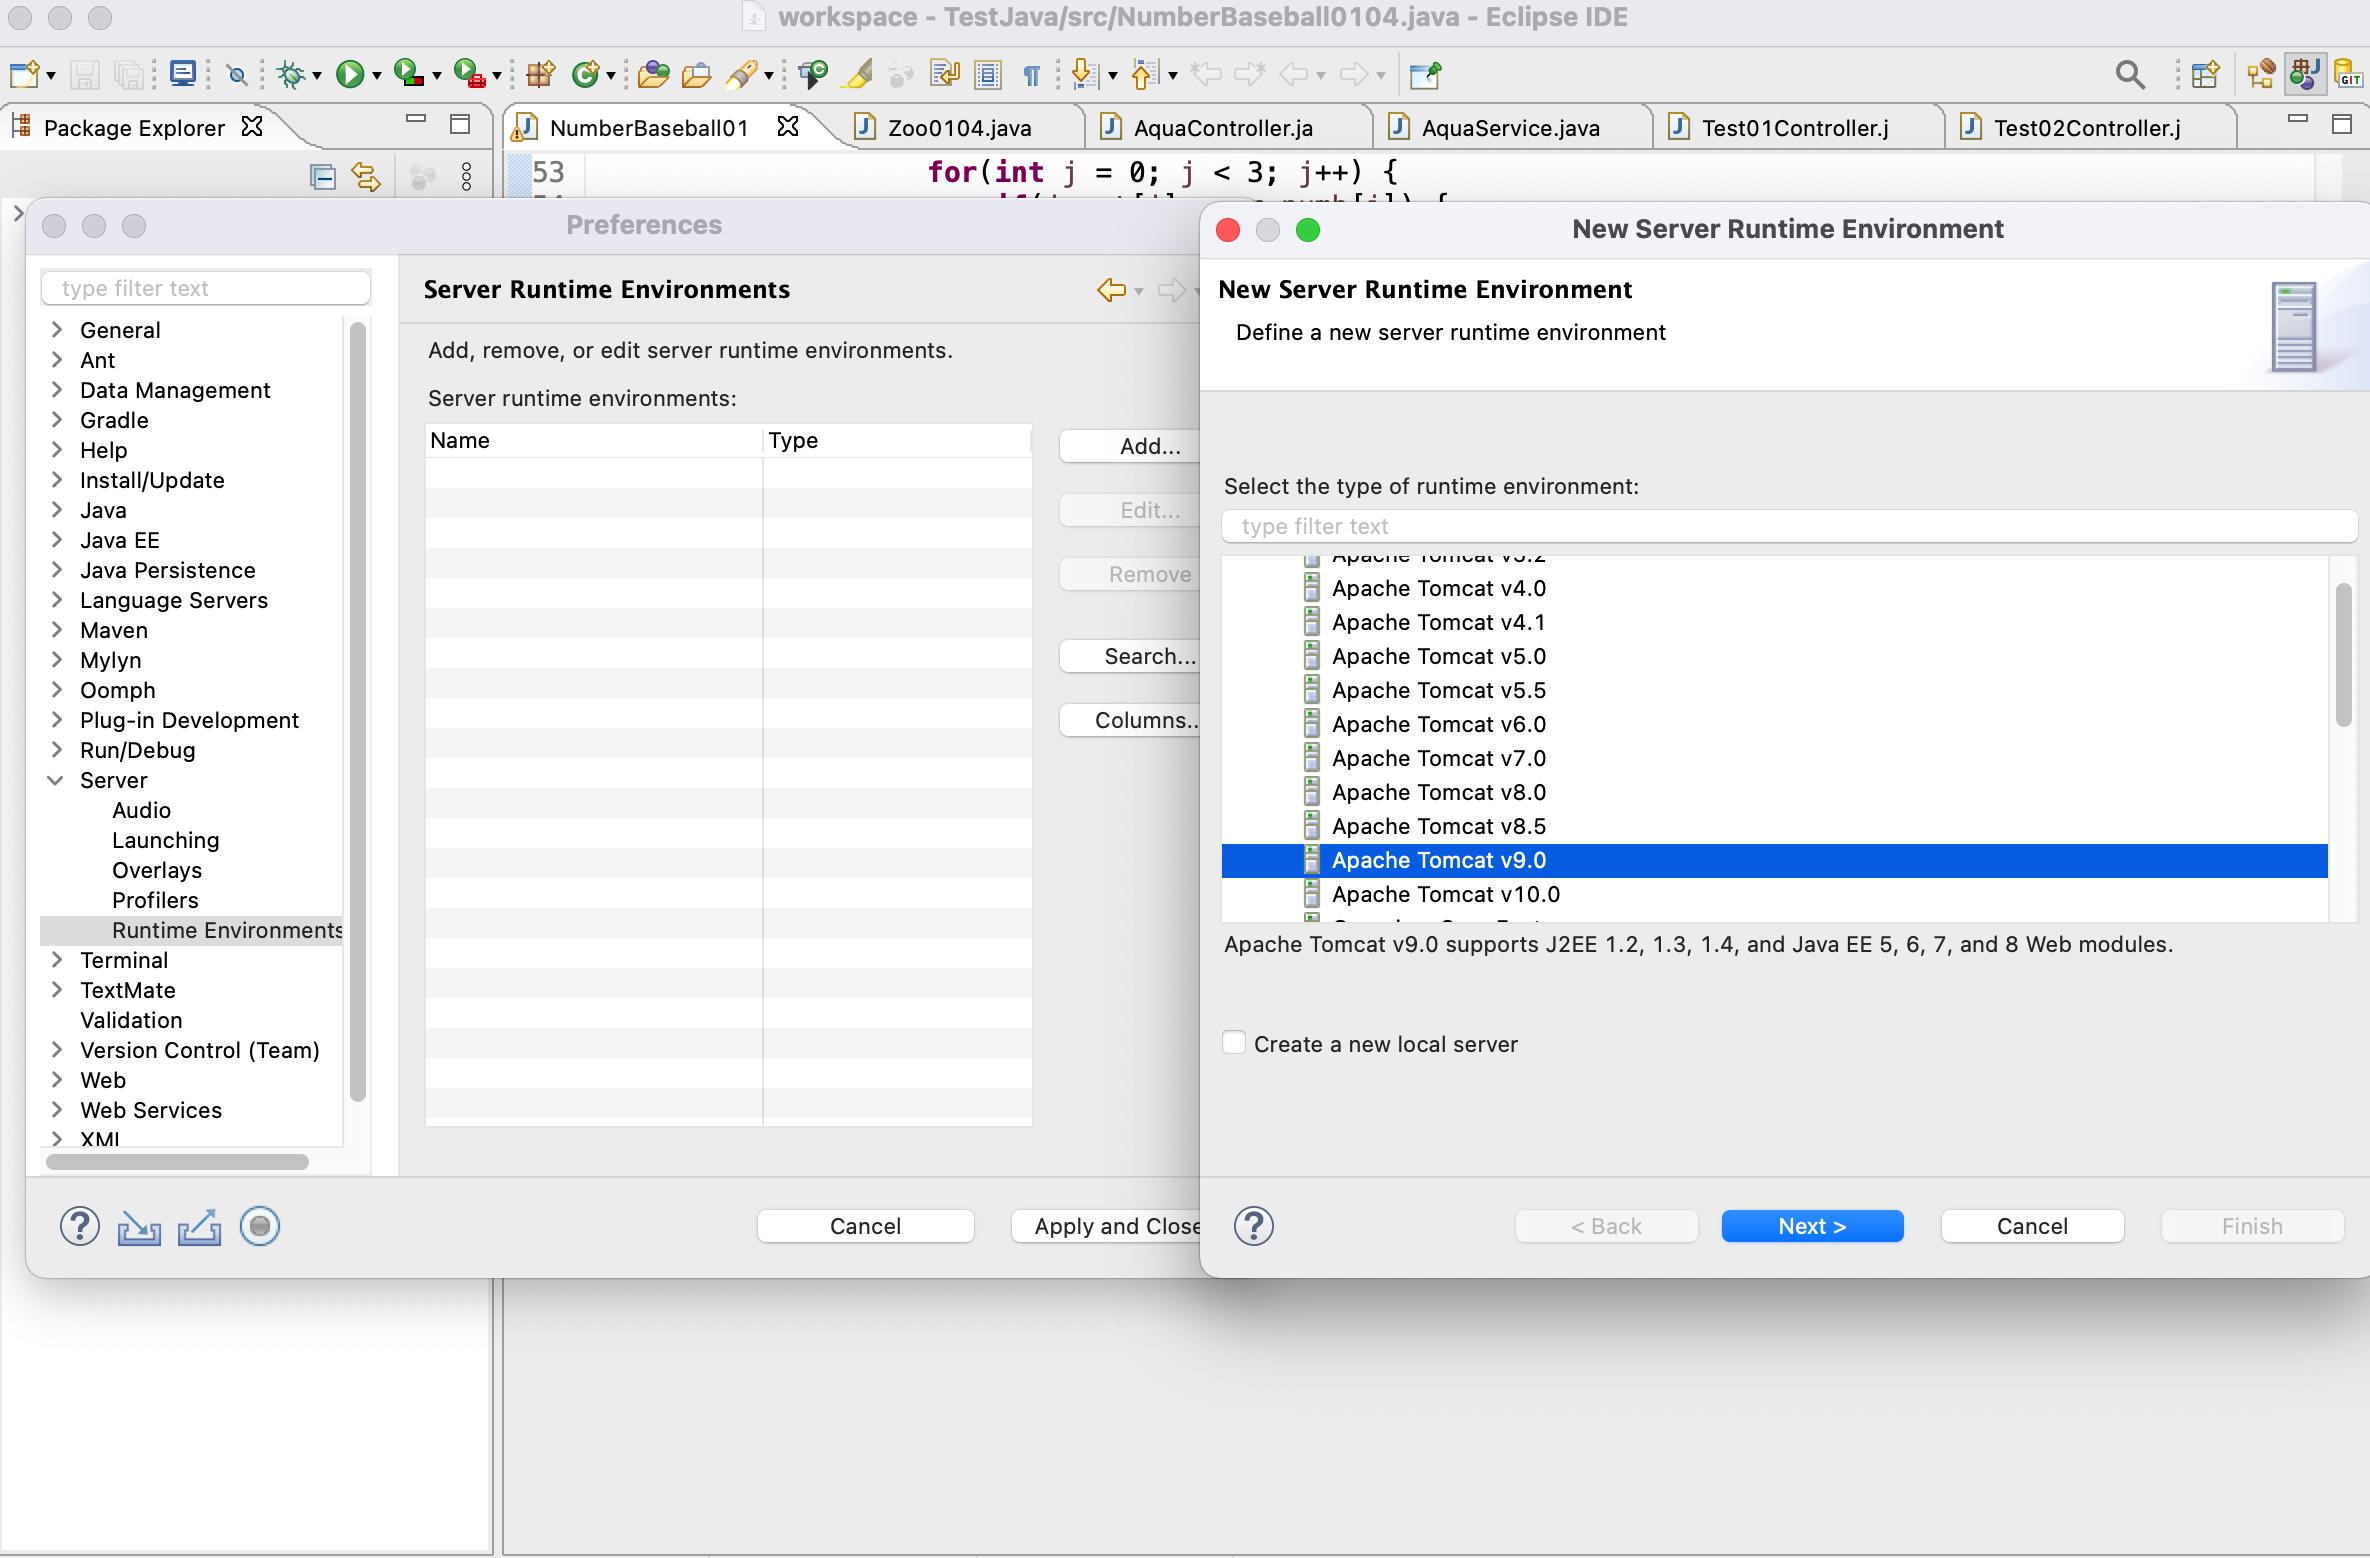 workspace - TestJava/src/NumberBaseball0104.java - Eclipse IDE
GIT
Package Explorer
NumberBaseball01
Zoo0104.java
AquaController.ja
AquaService.java
Test01Controller.j
Test02Controller.j
53
for(int j = 0; j < 3; j++) {
Preferences
type filter text
General
Ant
Data Management
Gradle
Help
Install/Update
Java
Java EE
Java Persistence
Language Servers
Maven
Mylyn
Oomph
Plug-in Development
Run/Debug
Server
Audio
Launching
Overlays
Profilers
Runtime Environments
Terminal
TextMate
Validation
Version Control (Team)
Web
Web Services
XML
Server Runtime Environments
Add, remove, or edit server runtime environments.
Server runtime environments:
Name
Type
Add...
Edit...
Remove
Search...
Columns...
Cancel
Apply and Close
New Server Runtime Environment
New Server Runtime Environment
Define a new server runtime environment
Select the type of runtime environment:
type filter text
Apache Tomcat v3.2
Apache Tomcat v4.0
Apache Tomcat v4.1
Apache Tomcat v5.0
Apache Tomcat v5.5
Apache Tomcat v6.0
Apache Tomcat v7.0
Apache Tomcat v8.0
Apache Tomcat v8.5
Apache Tomcat v9.0
Apache Tomcat v10.0
Apache Tomcat v9.0 supports J2EE 1.2, 1.3, 1.4, and Java EE 5, 6, 7, and 8 Web modules.
Create a new local server
< Back
Next >
Cancel
Finish